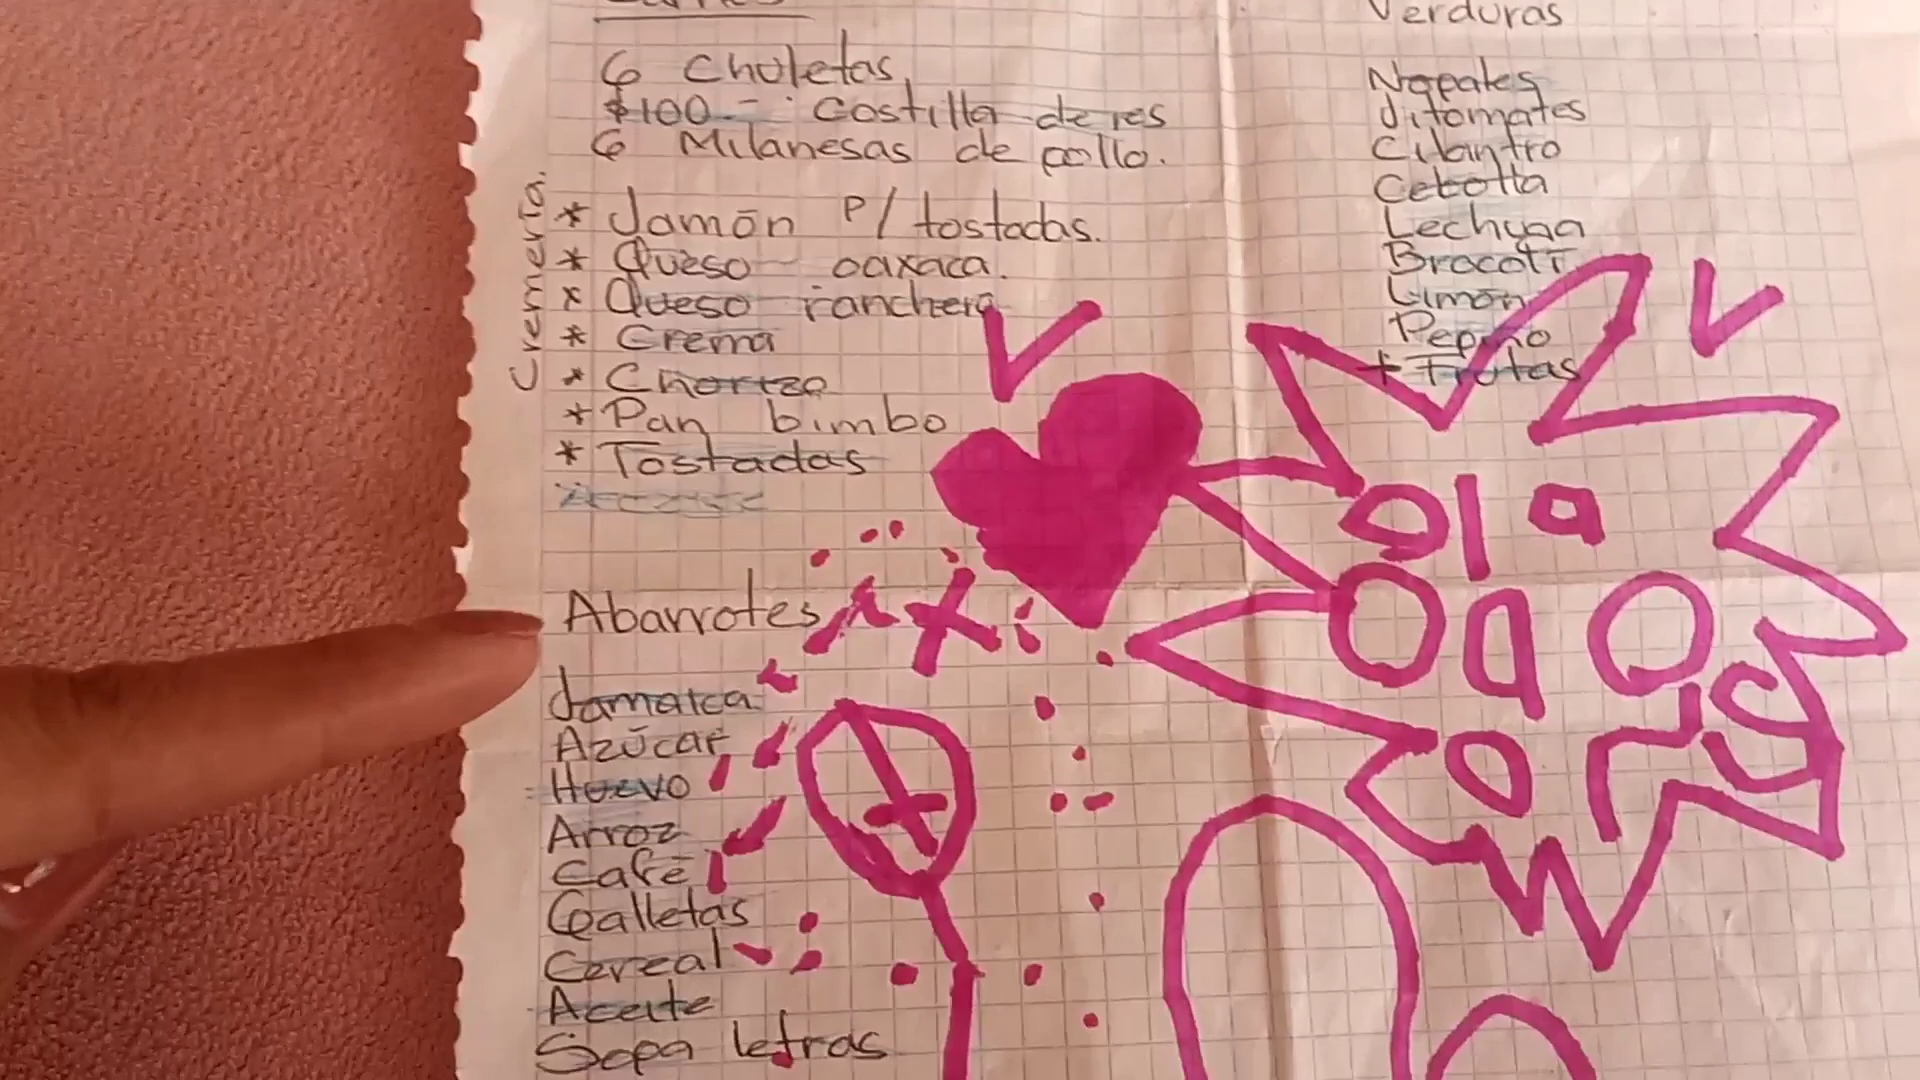 6 Chuletas
$100- Costilla de res
6 Milanesas de pollo.
Cremería.
* Jamón P/tostadas.
* Queso oaxaca.
* Queso ranchero
* Crema
* Chorizo
* Pan bimbo
* Tostadas
Abarrotes
Jamaica
Azúcar
Huevo
Arroz
Café
Galletas
Cereal
Aceite
Sopa letras
Verduras
Nopales
Jitomates
Cilantro
Cebolla
Lechuga
Brocoli
Limón
Pepino
+ Frutas